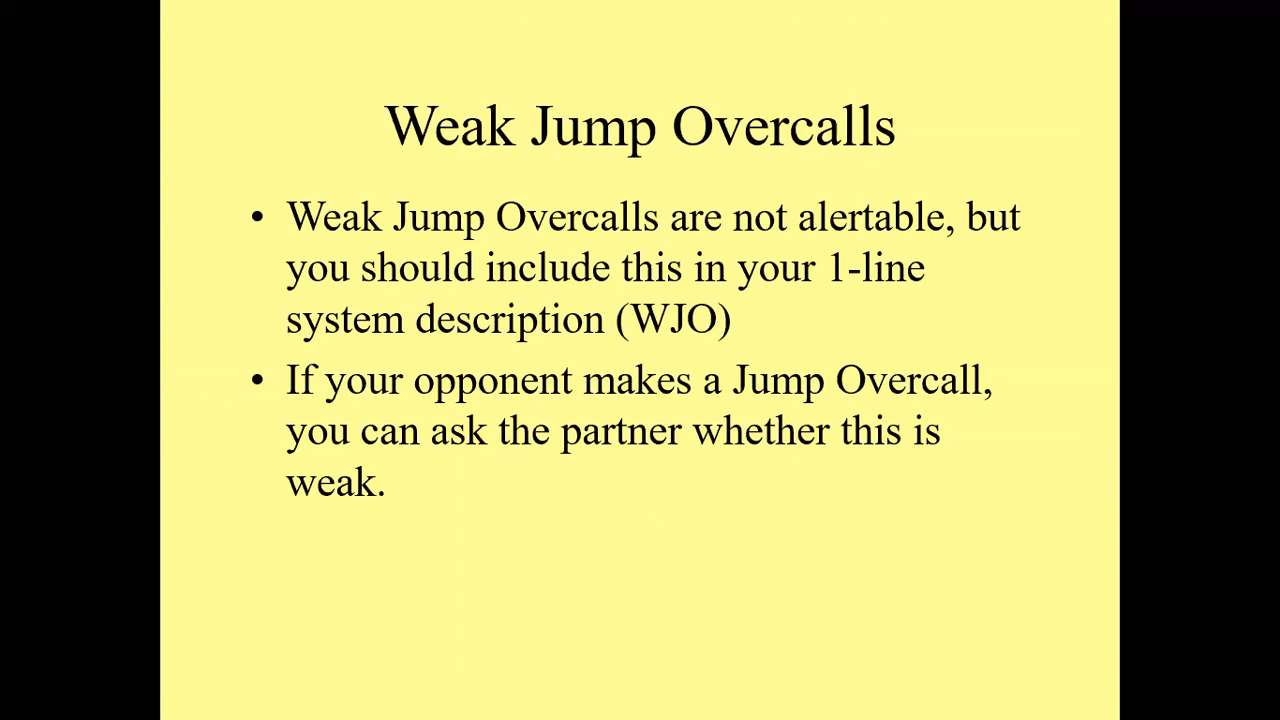 Weak Jump Overcalls
• Weak Jump Overcalls are not alertable, but
you should include this in your 1-line
system description (WJO)
• If your opponent makes a Jump Overcall,
you can ask the partner whether this is
weak.